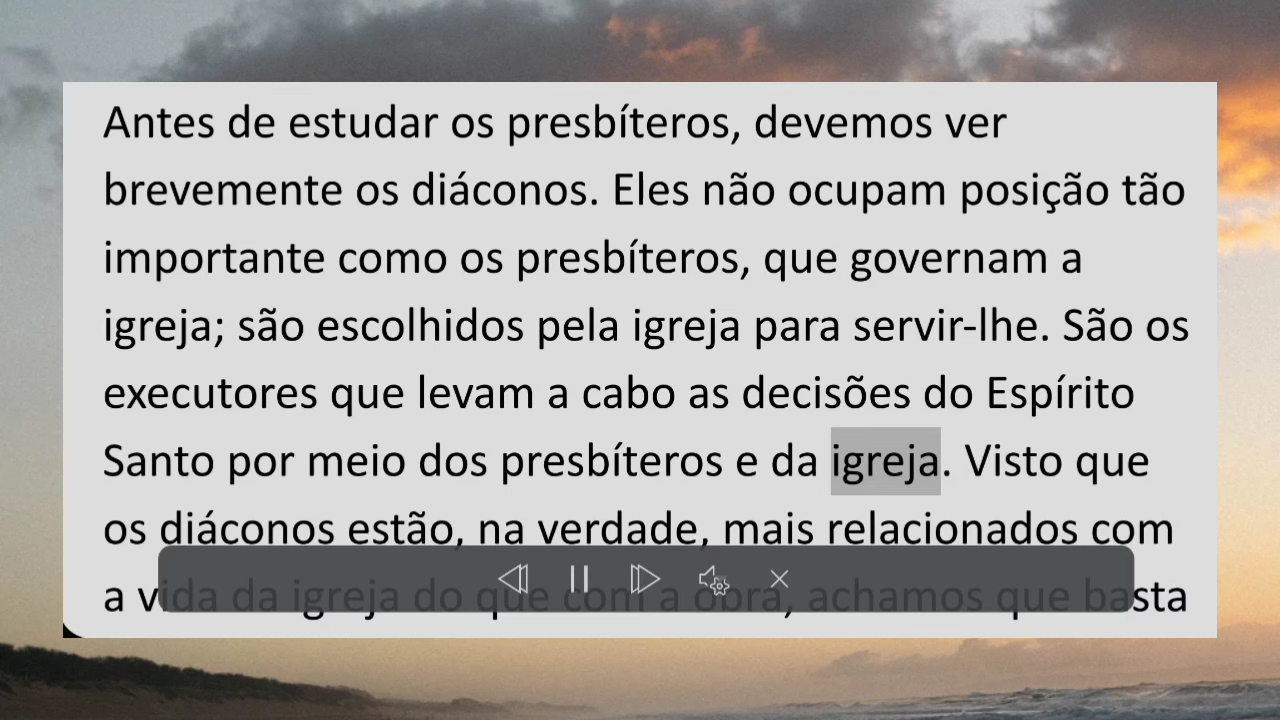 Antes de estudar os presbíteros, devemos ver
brevemente os diáconos. Eles não ocupam posição tão
importante como os presbíteros, que governam a
igreja; são escolhidos pela igreja para servir-lhe. São os
executores que levam a cabo as decisões do Espírito
Santo por meio dos presbíteros e da igreja. Visto que
os diáconos estão, na verdade, mais relacionados com
a vida da igreja do que com a obra, achamos que basta